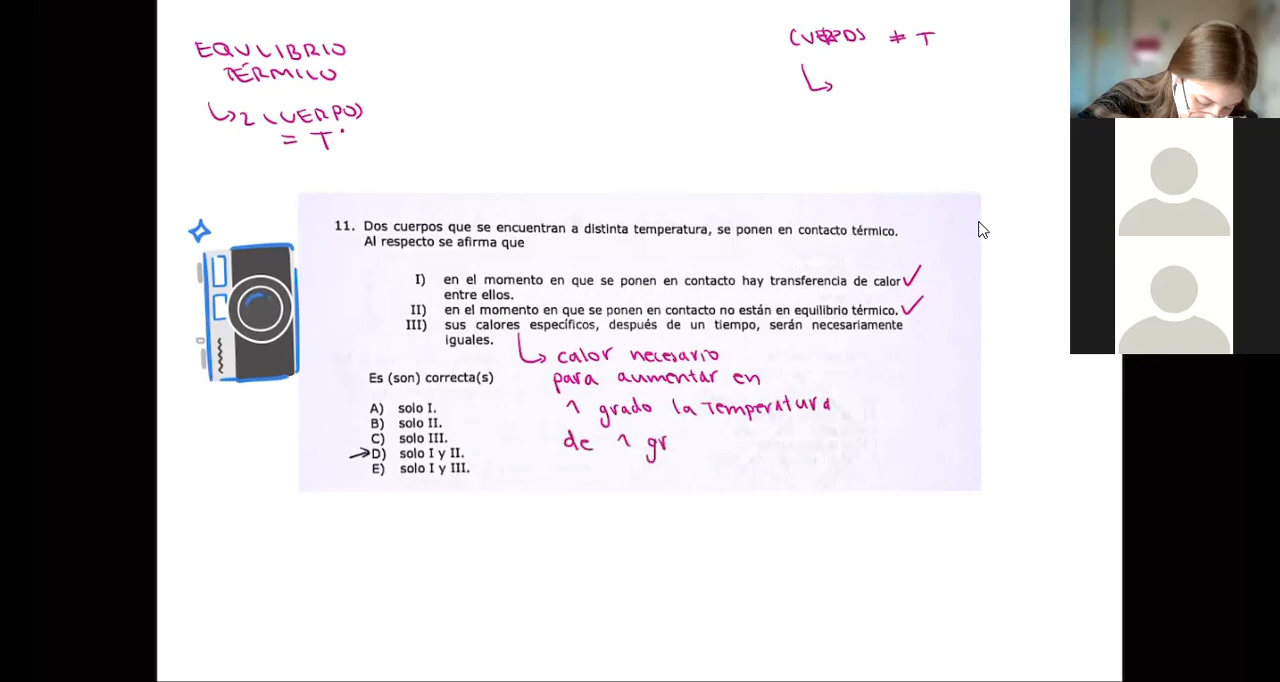 EQULIBRIO
TÉRMICO
↳ 2 CUERPOS
= T°
CUERPOS ≠ T
↳
11. Dos cuerpos que se encuentran a distinta temperatura, se ponen en contacto térmico.
Al respecto se afirma que
I) en el momento en que se ponen en contacto hay transferencia de calor ✓
entre ellos.
II) en el momento en que se ponen en contacto no están en equilibrio térmico. ✓
III) sus calores específicos, después de un tiempo, serán necesariamente
iguales.
↳ calor necesario
para aumentar en
1 grado la Temperatura
de 1 gr
Es (son) correcta(s)
A) solo I.
B) solo II.
C) solo III.
→ D) solo I y II.
E) solo I y III.